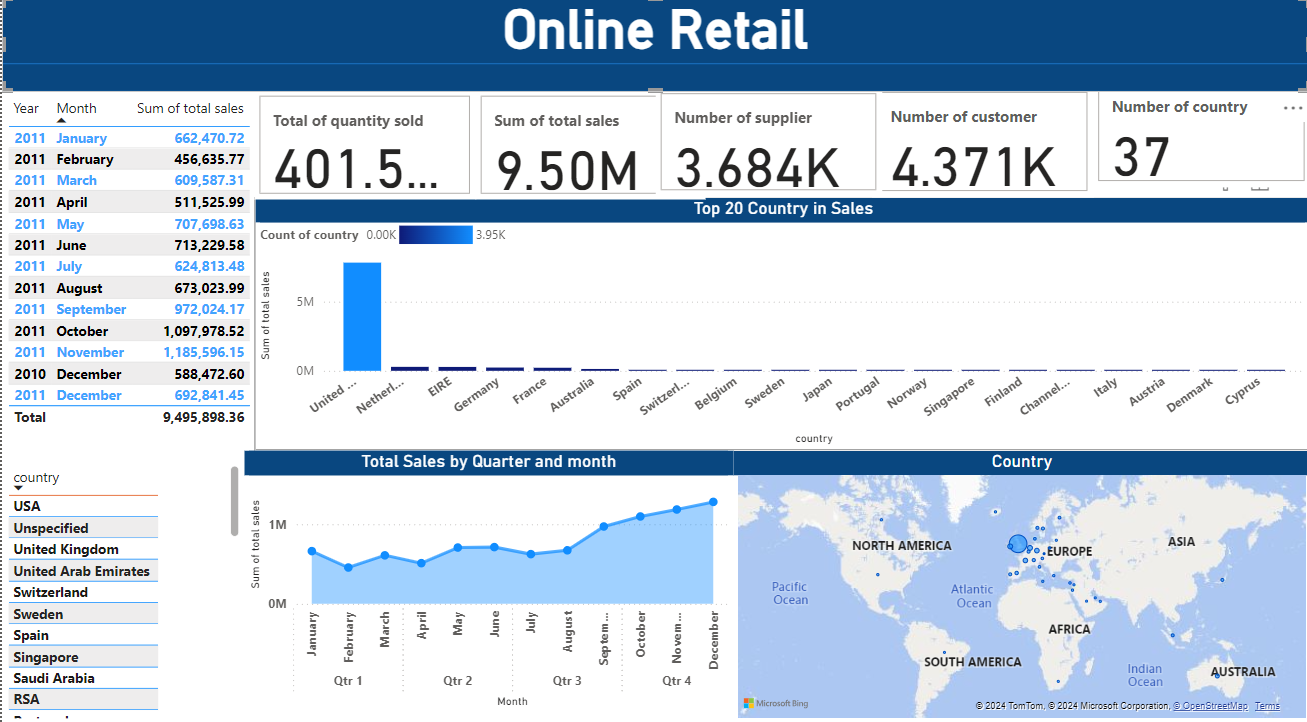 Online Retail
Year Month Sum of total sales
2011 January 662,470.72
2011 February 456,635.77
2011 March 609,587.31
2011 April 511,525.99
2011 May 707,698.63
2011 June 713,229.58
2011 July 624,813.48
2011 August 673,023.99
2011 September 972,024.17
2011 October 1,097,978.52
2011 November 1,185,596.15
2010 December 588,472.60
2011 December 692,841.45
Total 9,495,898.36
Total of quantity sold
401.5...
Sum of total sales
9.50M
Number of supplier
3.684K
Number of customer
4.371K
Number of country
37
Top 20 Country in Sales
Count of country 0.00K 3.95K
Sum of total sales
5M
0M
United ...
Netherl...
EIRE
Germany
France
Australia
Spain
Switzerl...
Belgium
Sweden
Japan
Portugal
Norway
Singapore
Finland
Channel...
Italy
Austria
Denmark
Cyprus
country
country
USA
Unspecified
United Kingdom
United Arab Emirates
Switzerland
Sweden
Spain
Singapore
Saudi Arabia
RSA
Total Sales by Quarter and month
Sum of total sales
1M
0M
January
February
March
April
May
June
July
August
Septem...
October
Novem...
December
Qtr 1 Qtr 2 Qtr 3 Qtr 4
Month
Country
NORTH AMERICA
EUROPE
ASIA
Pacific
Ocean
Atlantic
Ocean
AFRICA
SOUTH AMERICA
Indian
Ocean
AUSTRALIA
Microsoft Bing
© 2024 TomTom, © 2024 Microsoft Corporation, © OpenStreetMap Terms